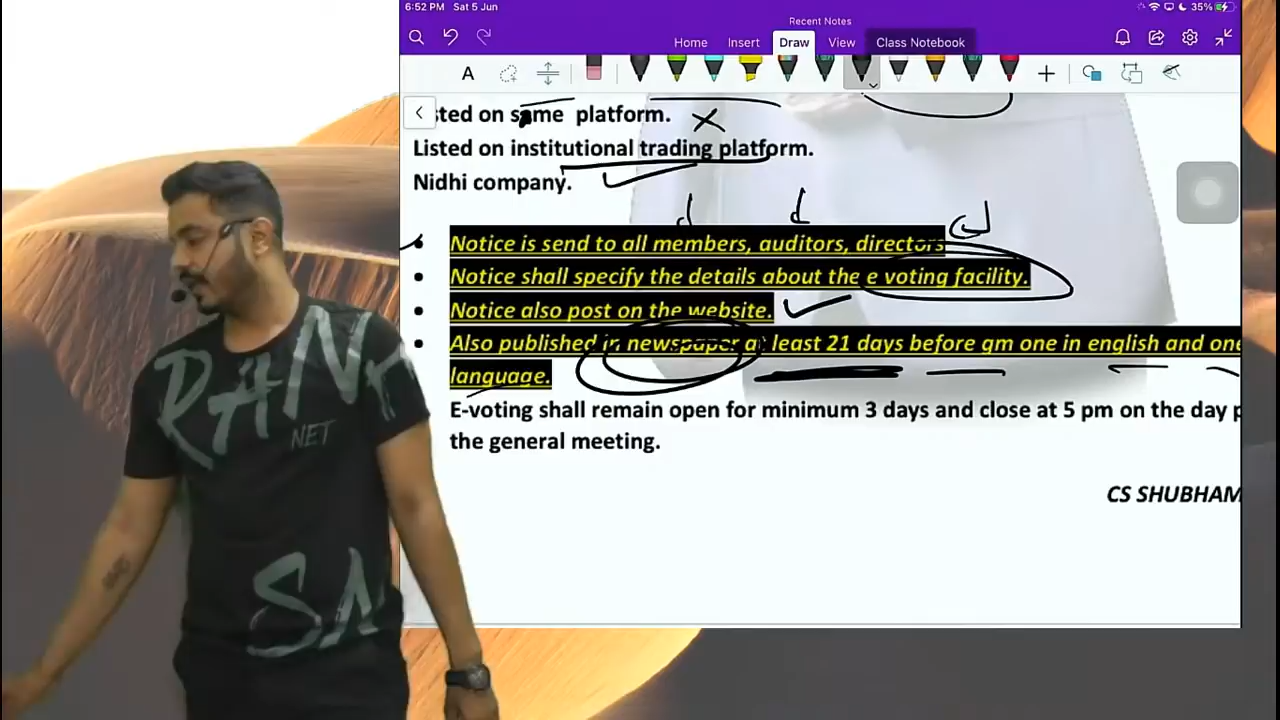 6:52 PM Sat 5 Jun
35%
Recent Notes
Home Insert Draw View Class Notebook
A
sted on same platform.
Listed on institutional trading platform.
Nidhi company.
Notice is send to all members, auditors, directors
Notice shall specify the details about the e voting facility.
Notice also post on the website.
Also published in newspaper at least 21 days before gm one in english and one
language.
E-voting shall remain open for minimum 3 days and close at 5 pm on the day p
the general meeting.
CS SHUBHAM
RANNA
NET
SA